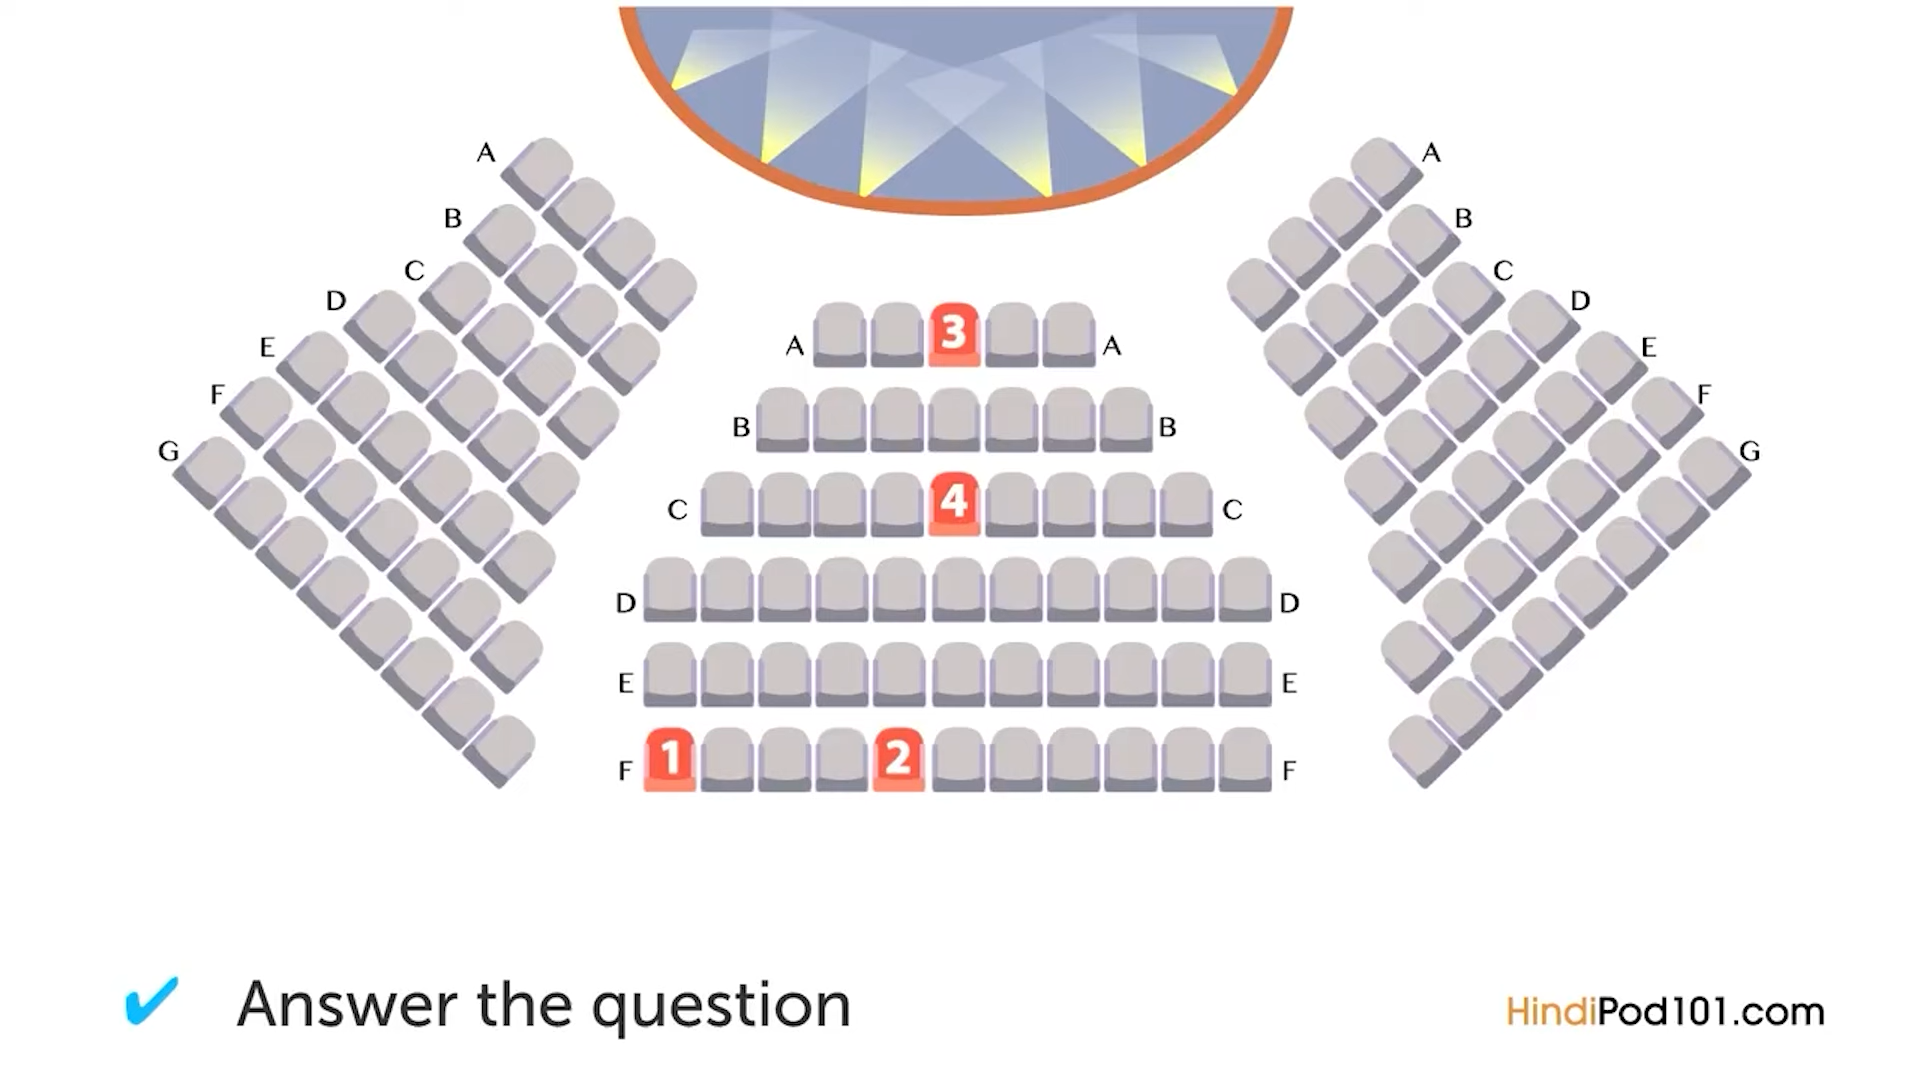 A
A
B
B
C
C
D
D
E
E
F
F
G
G
A 3 A
B B
C 4 C
D D
E E
F 1 2 F
✔ Answer the question
HindiPod101.com